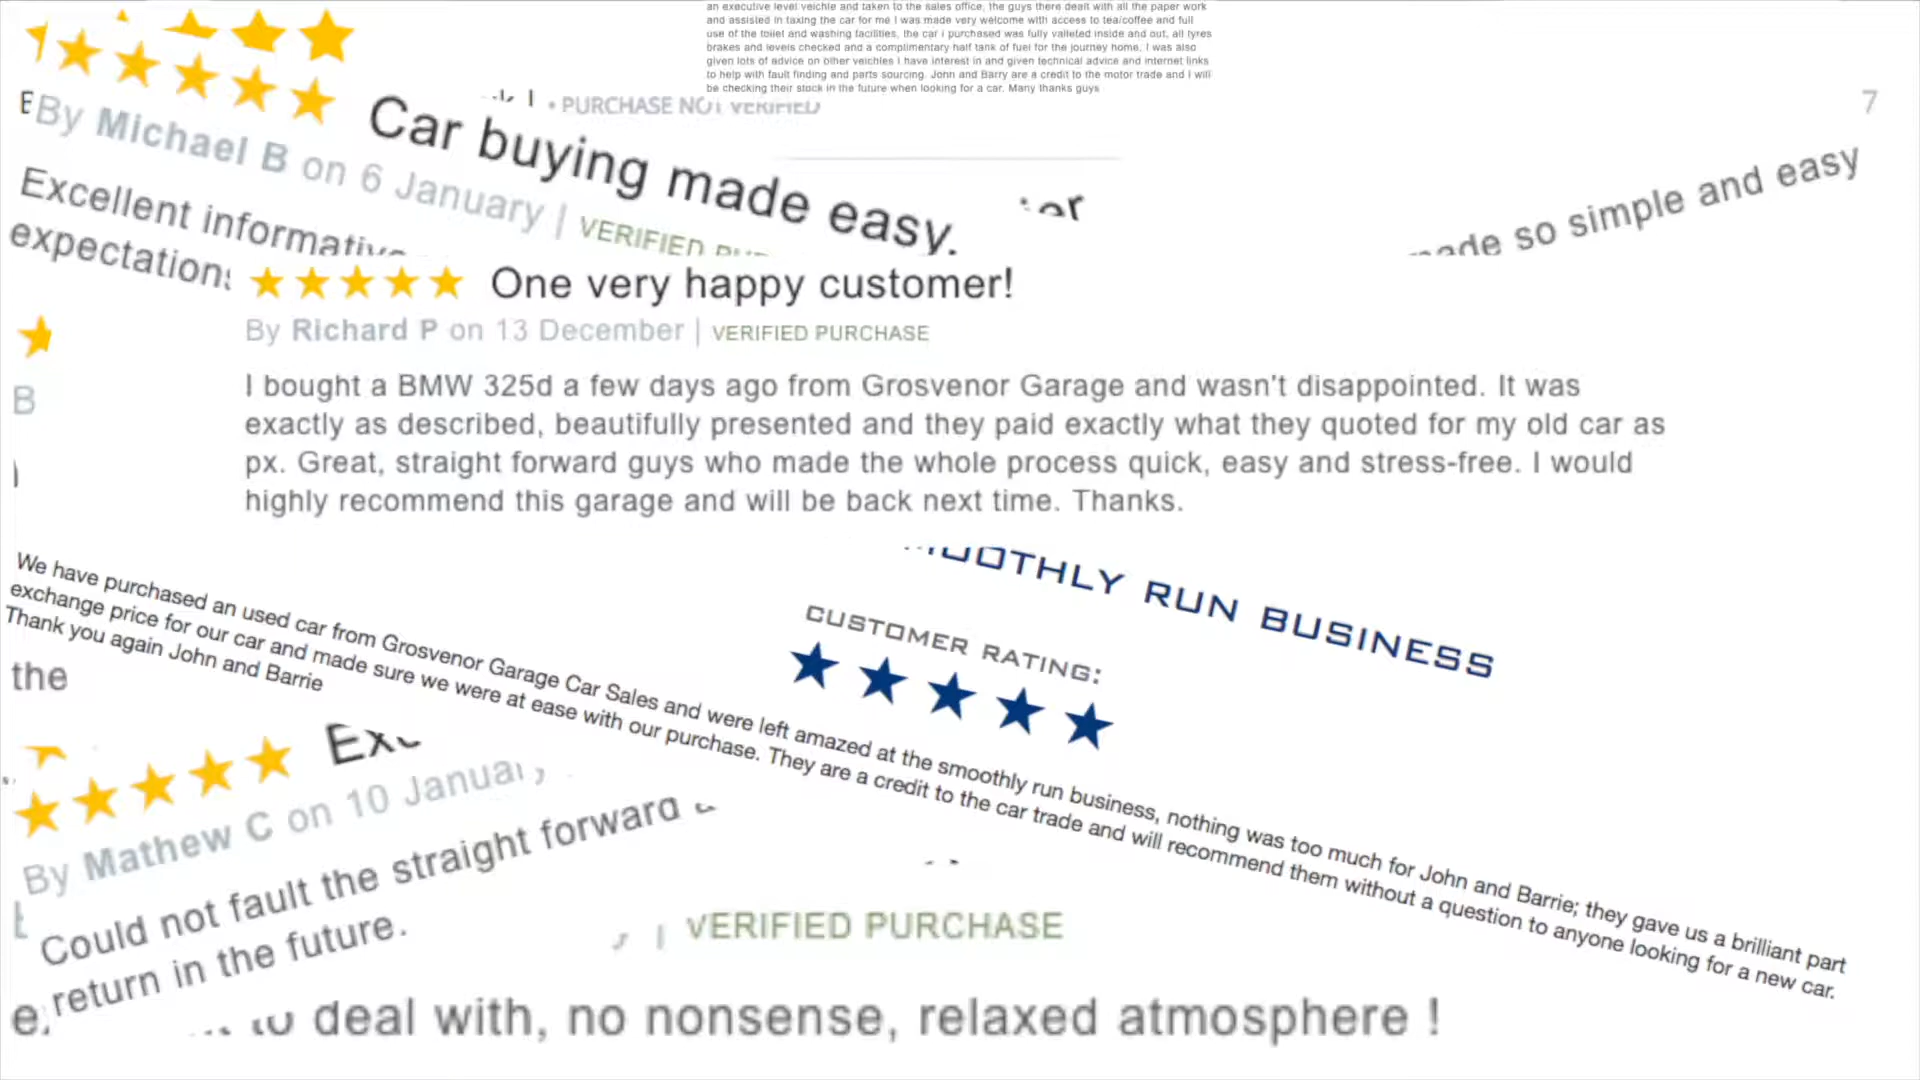 an executive level veichle and taken to the sales office, the guys there dealt with all the paper work
and assisted in taxing the car for me I was made very welcome with access to tea/coffee and full
use of the toilet and washing facilities, the car i purchased was fully valleted inside and out, all tyres
brakes and levels checked and a complimentary half tank of fuel for the journey home, I was also
given lots of advice on other veichles I have interest in and given technical advice and internet links
to help with fault finding and parts sourcing. John and Barry are a credit to the motor trade and I will
be checking their stock in the future when looking for a car. Many thanks guys
• PURCHASE NOT VERIFIED
7
Car buying made easy.
By Michael B on 6 January | VERIFIED
Excellent informative
expectations
so simple and easy
One very happy customer!
By Richard P on 13 December | VERIFIED PURCHASE
B
I bought a BMW 325d a few days ago from Grosvenor Garage and wasn't disappointed. It was
exactly as described, beautifully presented and they paid exactly what they quoted for my old car as
px. Great, straight forward guys who made the whole process quick, easy and stress-free. I would
highly recommend this garage and will be back next time. Thanks.
SMOOTHLY RUN BUSINESS
CUSTOMER RATING:
We have purchased an used car from Grosvenor Garage Car Sales and were left amazed at the smoothly run business, nothing was too much for John and Barrie; they gave us a brilliant part
exchange price for our car and made sure we were at ease with our purchase. They are a credit to the car trade and will recommend them without a question to anyone looking for a new car.
Thank you again John and Barrie
the
By Mathew C on 10 January
Could not fault the straight forward
return in the future.
VERIFIED PURCHASE
to deal with, no nonsense, relaxed atmosphere !